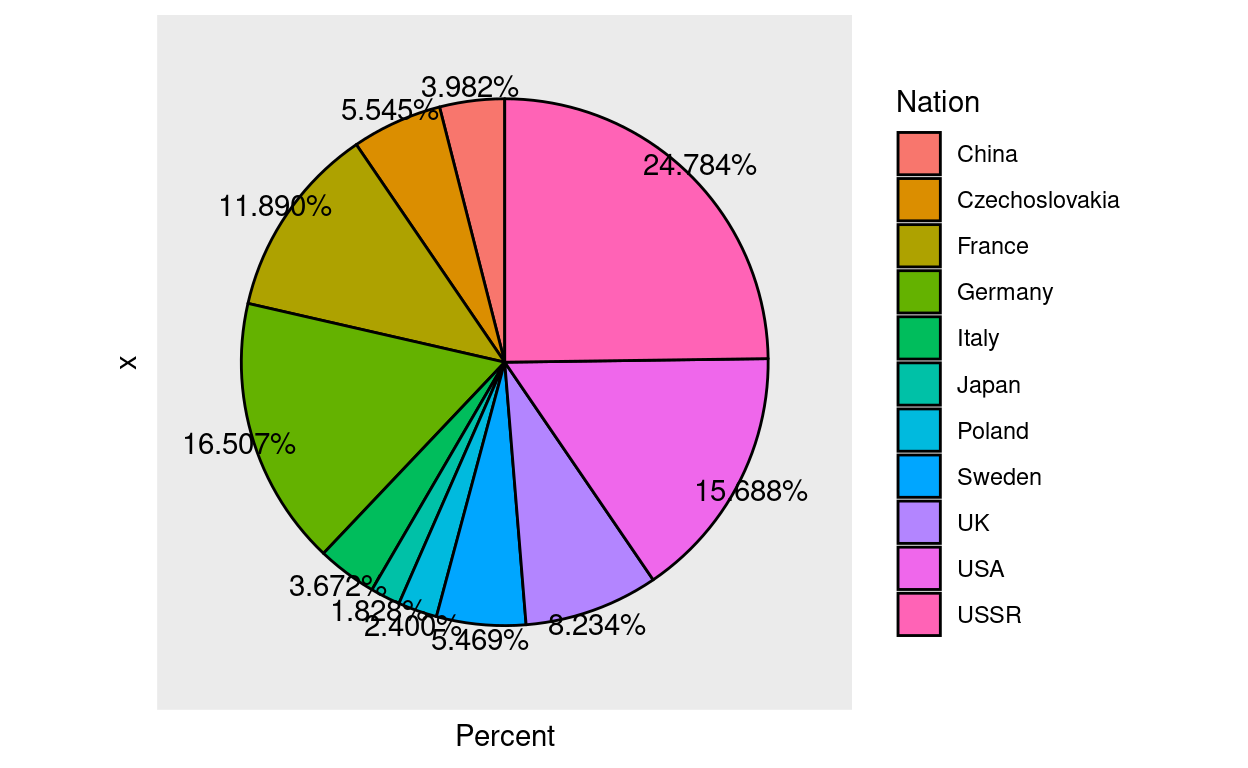 3.982%
5.545%
24.784%
11.890%
16.507%
15.688%
3.672%
1.828%
2.400%
5.469%
8.234%
x
Percent
Nation
China
Czechoslovakia
France
Germany
Italy
Japan
Poland
Sweden
UK
USA
USSR